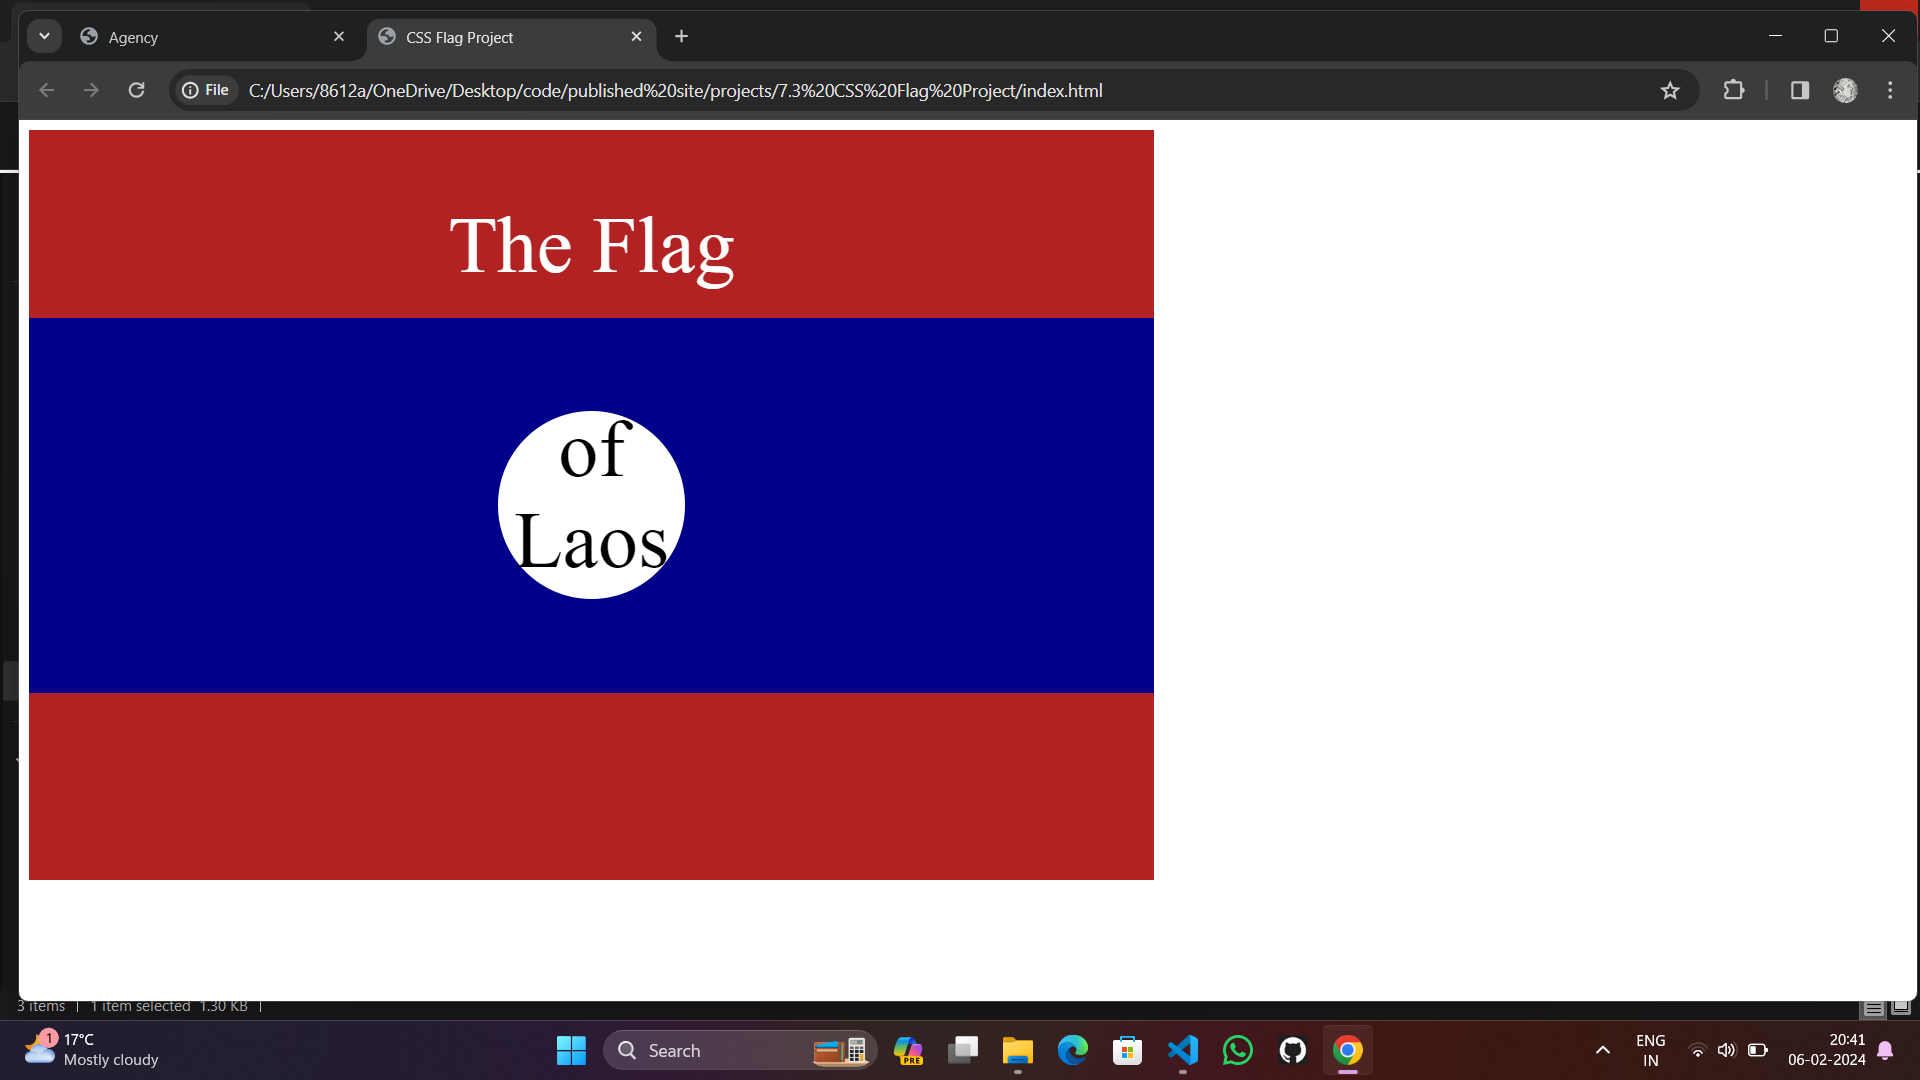 Agency
CSS Flag Project
File
C:/Users/8612a/OneDrive/Desktop/code/published%20site/projects/7.3%20CSS%20Flag%20Project/index.html
The Flag
of
Laos
3 items
1 item selected 1.30 KB
1
17°C
Mostly cloudy
Search
PRE
ENG
IN
20:41
06-02-2024